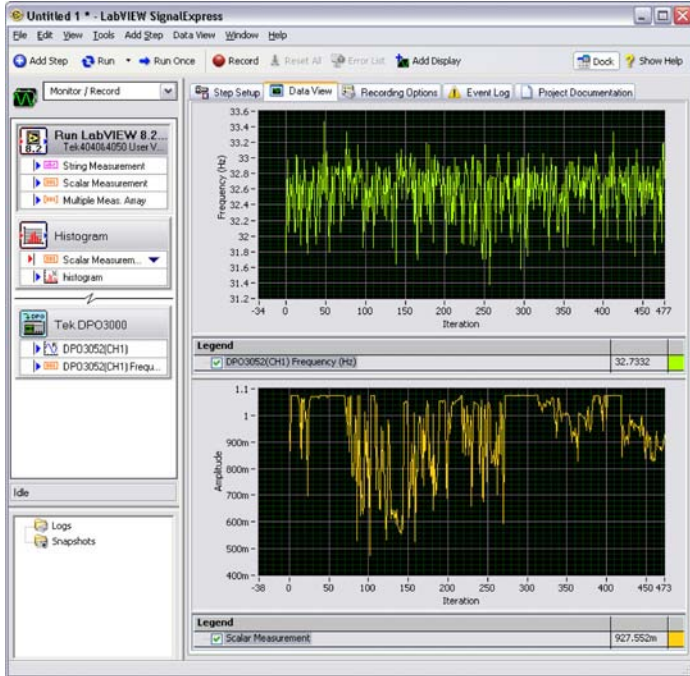 Untitled 1 * - LabVIEW SignalExpress
File Edit View Tools Add Step Data View Window Help
Add Step Run Run Once Record Reset All Error List Add Display Dock Show Help
Monitor / Record
Step Setup Data View Recording Options Event Log Project Documentation
8.2
Run LabVIEW 8.2...
Tek4040&4050 User V...
String Measurement
Scalar Measurement
Multiple Meas. Array
Histogram
Scalar Measurem...
histogram
Tek DPO3000
DPO3052(CH1)
DPO3052(CH1) Frequ...
Idle
Logs
Snapshots
Frequency (Hz)
33.6
33.4
33.2
33
32.8
32.6
32.4
32.2
32
31.8
31.6
31.4
31.2
-34 0 50 100 150 200 250 300 350 400 450 477
Iteration
Legend
DPO3052(CH1) Frequency (Hz) 32.7332
Amplitude
1.1
1
900m
800m
700m
600m
500m
400m
-38 0 50 100 150 200 250 300 350 400 450 473
Iteration
Legend
Scalar Measurement 927.552m